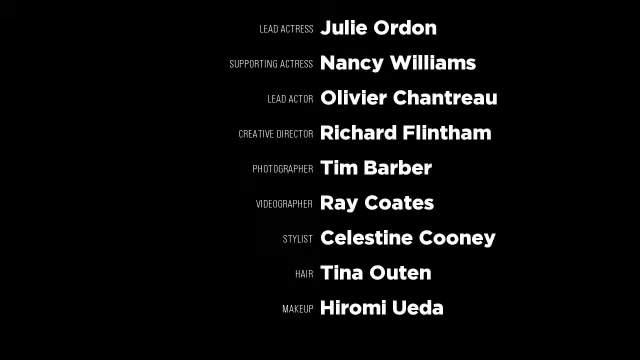 LEAD ACTRESS Julie Ordon
SUPPORTING ACTRESS Nancy Williams
LEAD ACTOR Olivier Chantreau
CREATIVE DIRECTOR Richard Flintham
PHOTOGRAPHER Tim Barber
VIDEOGRAPHER Ray Coates
STYLIST Celestine Cooney
HAIR Tina Outen
MAKEUP Hiromi Ueda